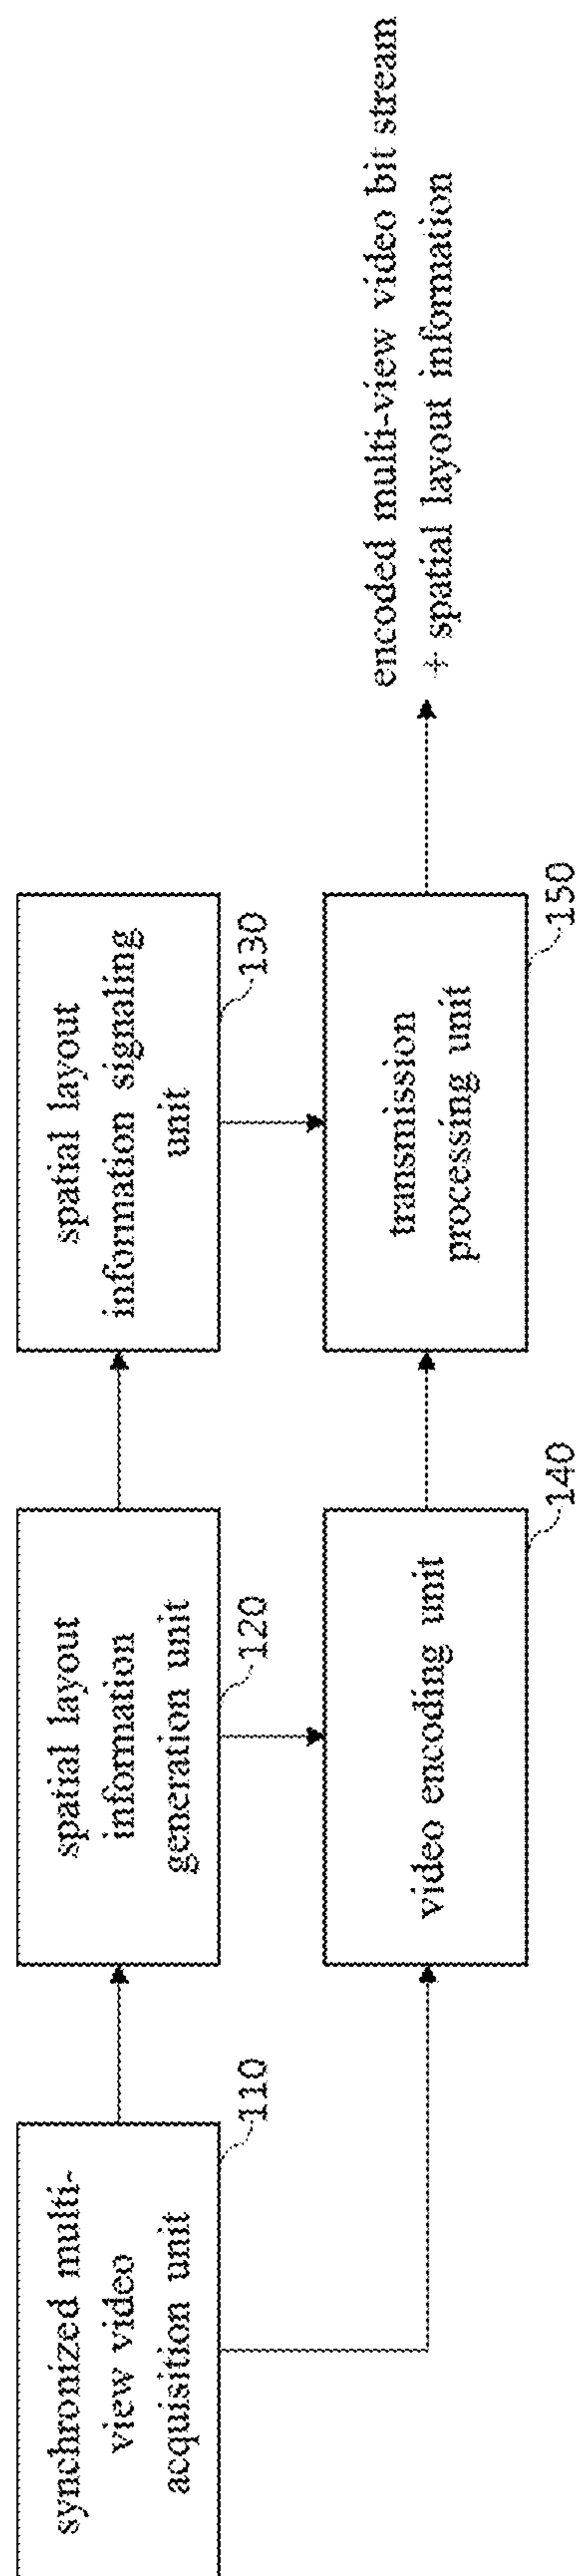 synchronized multi-
view video
acquisition unit
110
spatial layout
information
generation unit
120
spatial layout
information signaling
unit
130
video encoding unit
140
transmission
processing unit
150
encoded multi-view video bit stream
+ spatial layout information